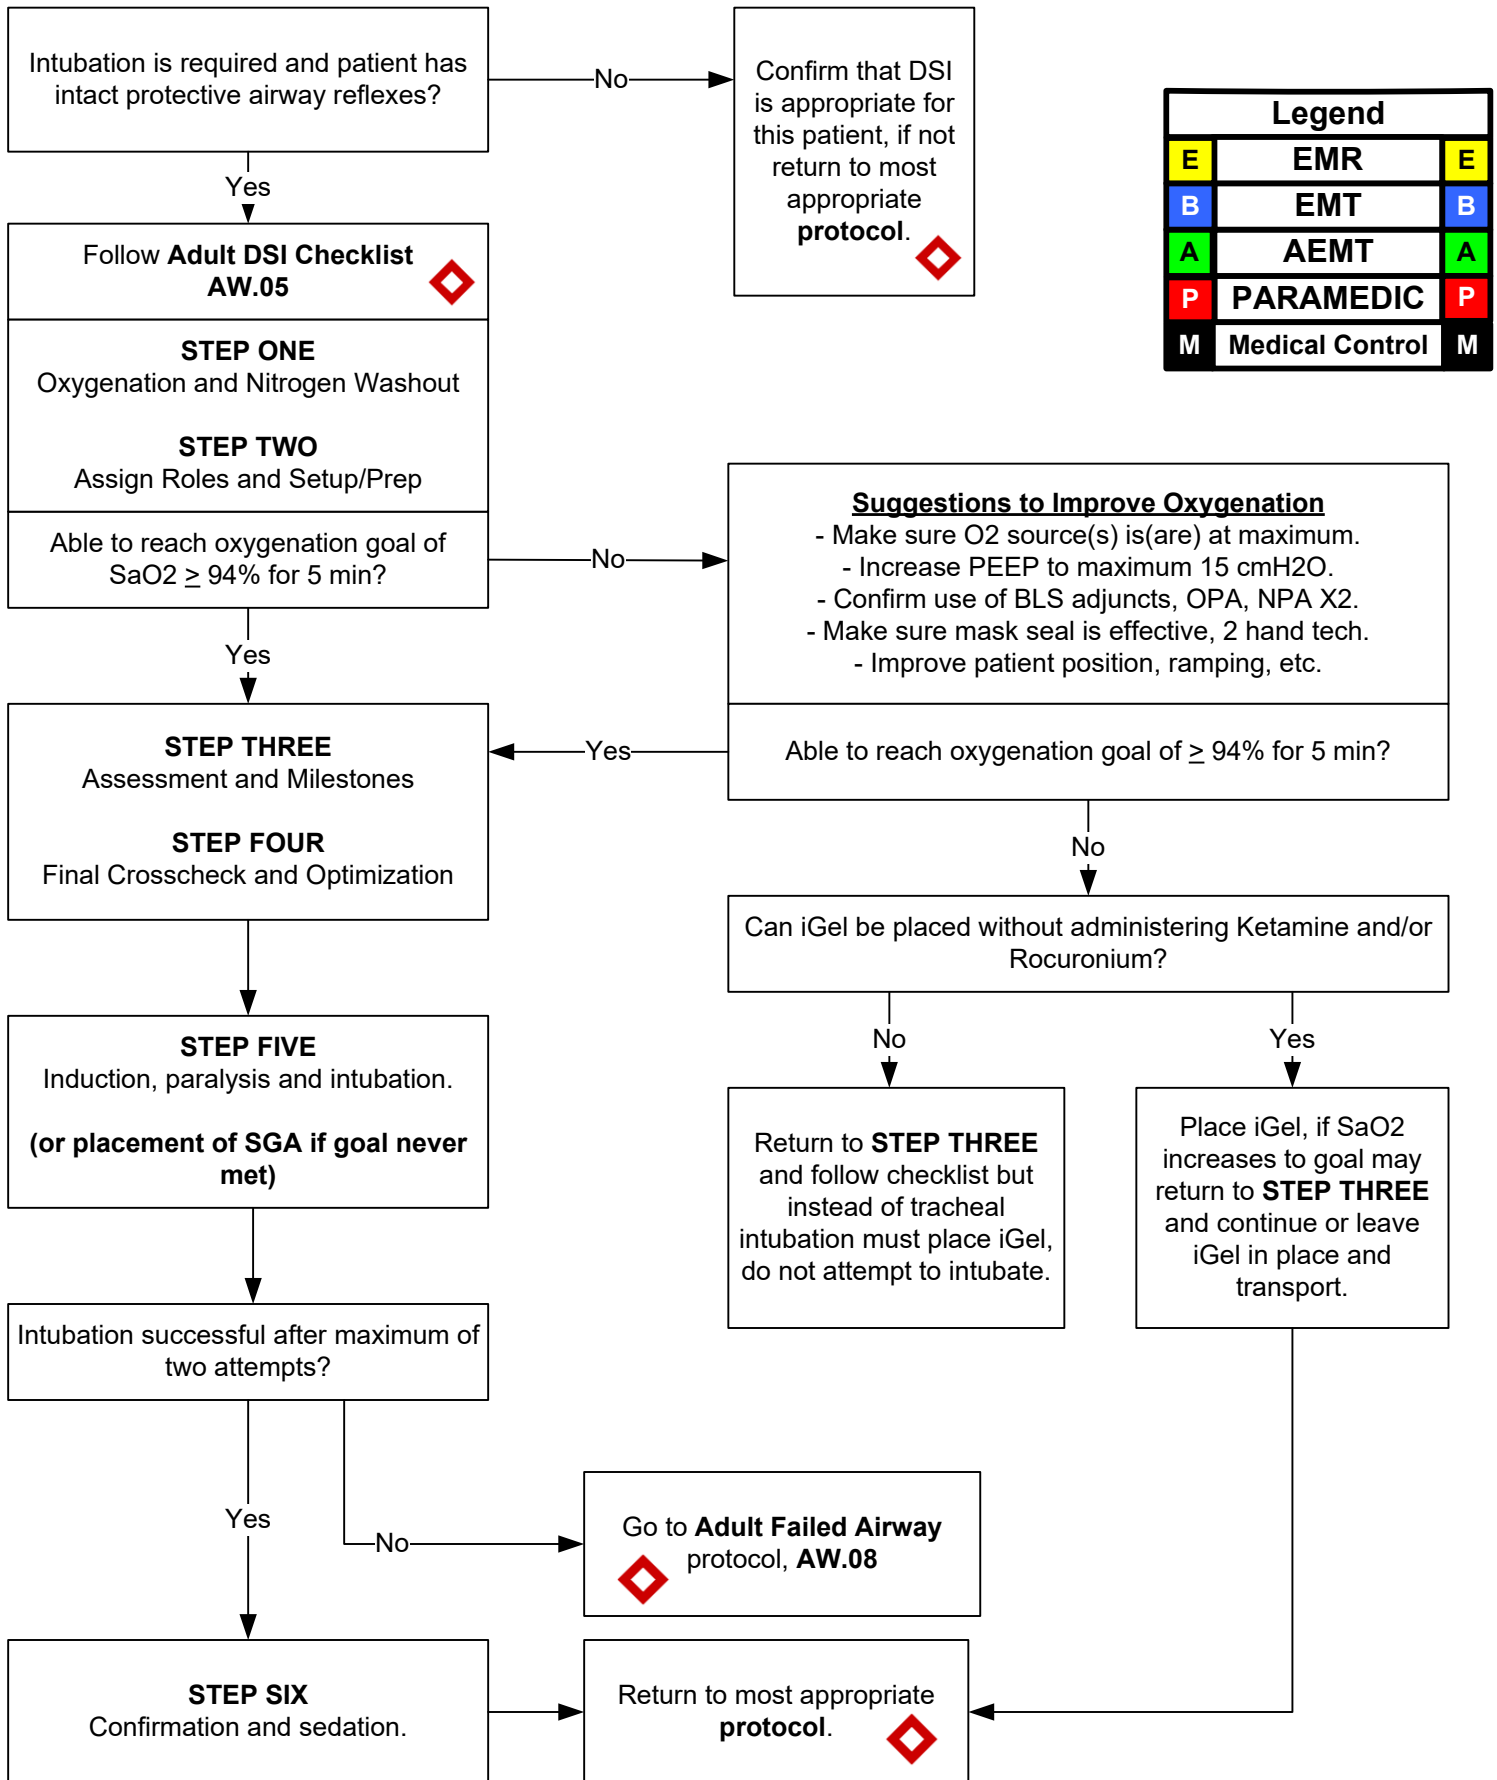 Intubation is required and patient has
intact protective airway reflexes?
No
Confirm that DSI
is appropriate for
this patient, if not
return to most
appropriate
protocol.
Legend
E EMR E
B EMT B
A AEMT A
P PARAMEDIC P
M Medical Control M
Yes
Follow Adult DSI Checklist
AW.05
STEP ONE
Oxygenation and Nitrogen Washout
STEP TWO
Assign Roles and Setup/Prep
Able to reach oxygenation goal of
SaO2 ≥ 94% for 5 min?
No
Suggestions to Improve Oxygenation
- Make sure O2 source(s) is(are) at maximum.
- Increase PEEP to maximum 15 cmH2O.
- Confirm use of BLS adjuncts, OPA, NPA X2.
- Make sure mask seal is effective, 2 hand tech.
- Improve patient position, ramping, etc.
Able to reach oxygenation goal of ≥ 94% for 5 min?
Yes
Yes
STEP THREE
Assessment and Milestones
STEP FOUR
Final Crosscheck and Optimization
No
Can iGel be placed without administering Ketamine and/or
Rocuronium?
No
Yes
STEP FIVE
Induction, paralysis and intubation.
(or placement of SGA if goal never
met)
Return to STEP THREE
and follow checklist but
instead of tracheal
intubation must place iGel,
do not attempt to intubate.
Place iGel, if SaO2
increases to goal may
return to STEP THREE
and continue or leave
iGel in place and
transport.
Intubation successful after maximum of
two attempts?
Yes
No
Go to Adult Failed Airway
protocol, AW.08
STEP SIX
Confirmation and sedation.
Return to most appropriate
protocol.